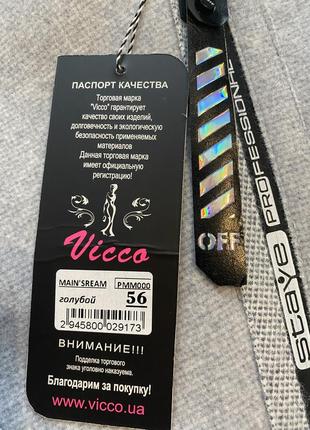 ПАСПОРТ КАЧЕСТВА
Торговая марка
"Vicco" гарантирует
качество своих изделий,
долговечность и экологическую
безопасность применяемых
материалов
Данная торговая марка
имеет официальную
регистрацию!
Vicco
MAIN'SREAM PMM000
голубой 56
2 945800 029173
ВНИМАНИЕ!!!
Подделка торгового
знака уголовно наказуема.
Благодарим за покупку!
www.vicco.ua
OFF
staye PROFESSIONAL